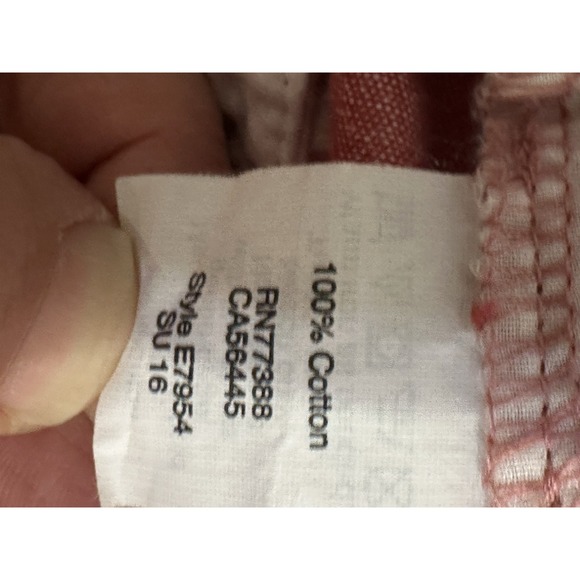 100% Cotton
RN77388
CA56445
Style E7954
SU 16